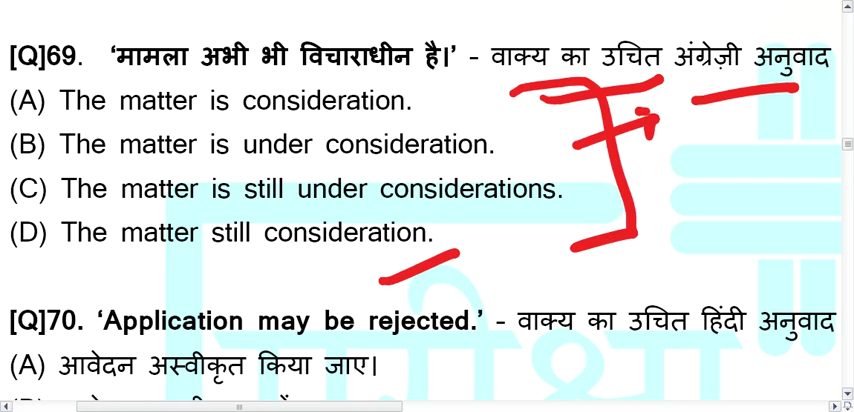 [Q]69. ‘मामला अभी भी विचाराधीन है।’ - वाक्य का उचित अंग्रेज़ी अनुवाद
(A) The matter is consideration.
(B) The matter is under consideration.
(C) The matter is still under considerations.
(D) The matter still consideration.
[Q]70. ‘Application may be rejected.’ - वाक्य का उचित हिंदी अनुवाद
(A) आवेदन अस्वीकृत किया जाए।